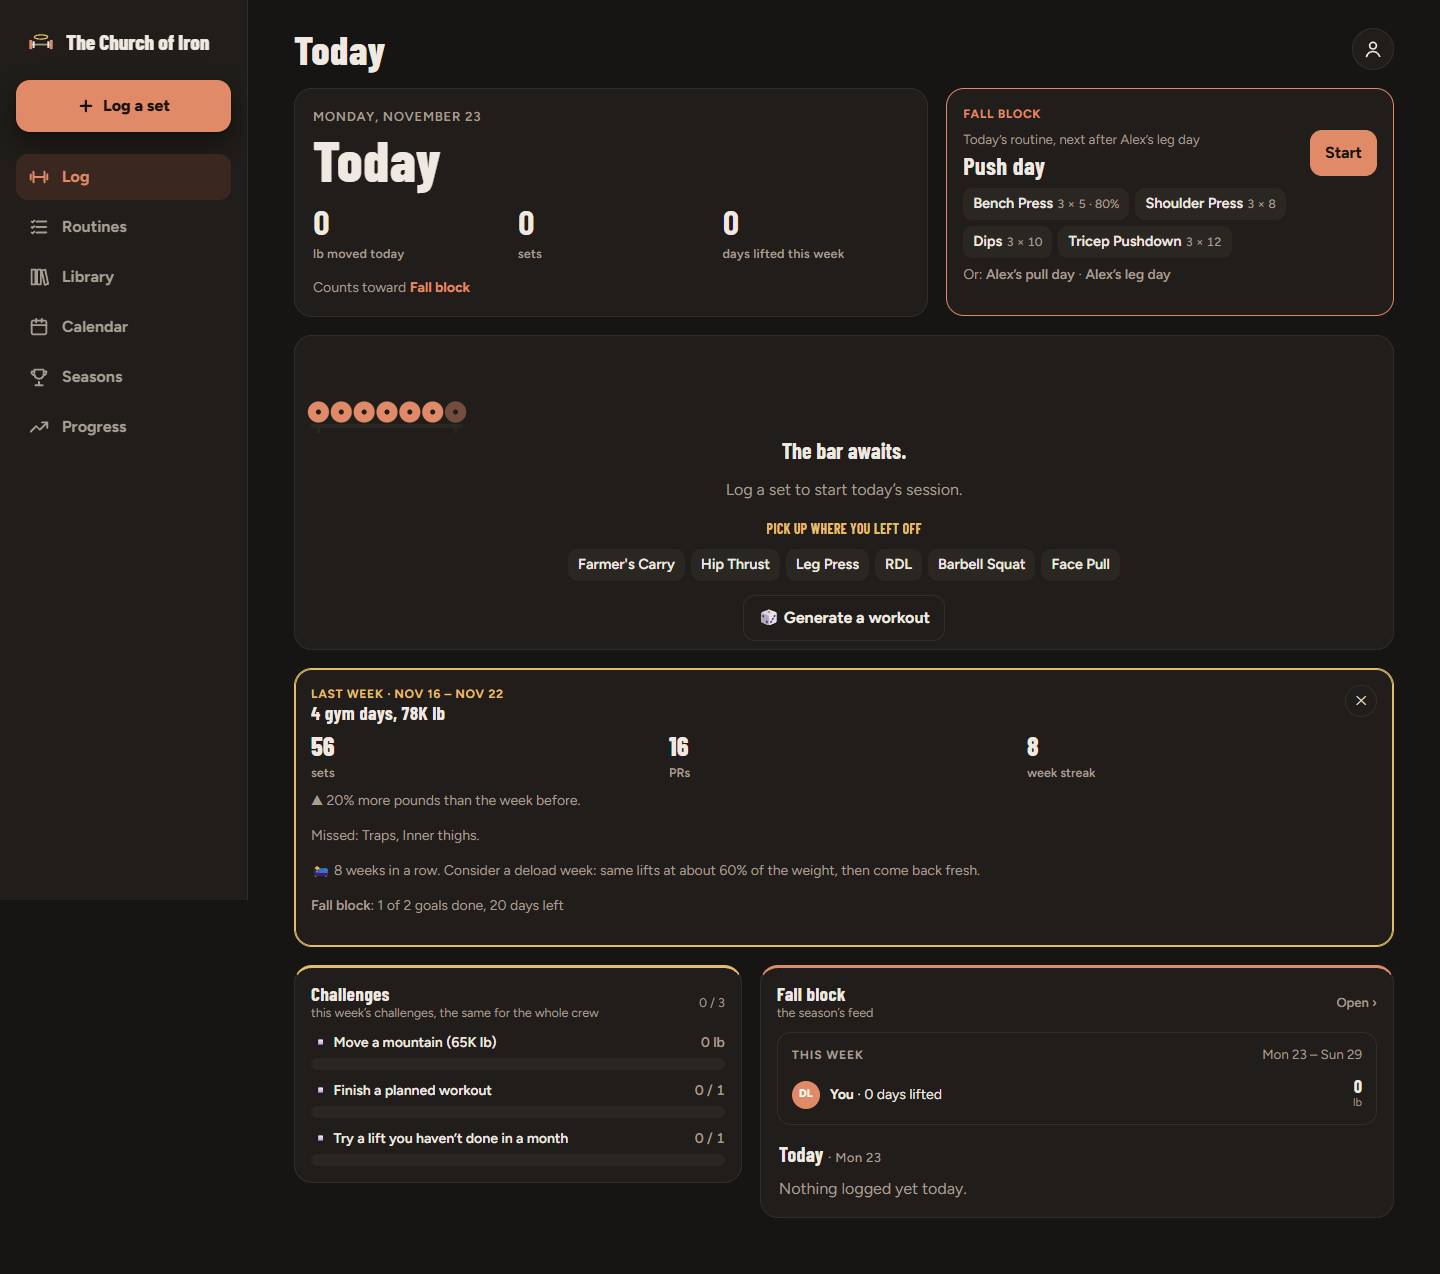 The Church of Iron
+ Log a set
Log
Routines
Library
Calendar
Seasons
Progress
Today
MONDAY, NOVEMBER 23
Today
0
lb moved today
0
sets
0
days lifted this week
Counts toward Fall block
FALL BLOCK
Today’s routine, next after Alex’s leg day
Push day
Start
Bench Press 3 × 5 · 80%
Shoulder Press 3 × 8
Dips 3 × 10
Tricep Pushdown 3 × 12
Or: Alex’s pull day · Alex’s leg day
The bar awaits.
Log a set to start today’s session.
PICK UP WHERE YOU LEFT OFF
Farmer's Carry
Hip Thrust
Leg Press
RDL
Barbell Squat
Face Pull
Generate a workout
LAST WEEK · NOV 16 – NOV 22
4 gym days, 78K lb
56
sets
16
PRs
8
week streak
▲ 20% more pounds than the week before.
Missed: Traps, Inner thighs.
8 weeks in a row. Consider a deload week: same lifts at about 60% of the weight, then come back fresh.
Fall block: 1 of 2 goals done, 20 days left
Challenges
this week’s challenges, the same for the whole crew
0 / 3
Move a mountain (65K lb)
0 lb
Finish a planned workout
0 / 1
Try a lift you haven’t done in a month
0 / 1
Fall block
the season’s feed
Open ›
THIS WEEK
Mon 23 – Sun 29
DL
You · 0 days lifted
0
lb
Today · Mon 23
Nothing logged yet today.